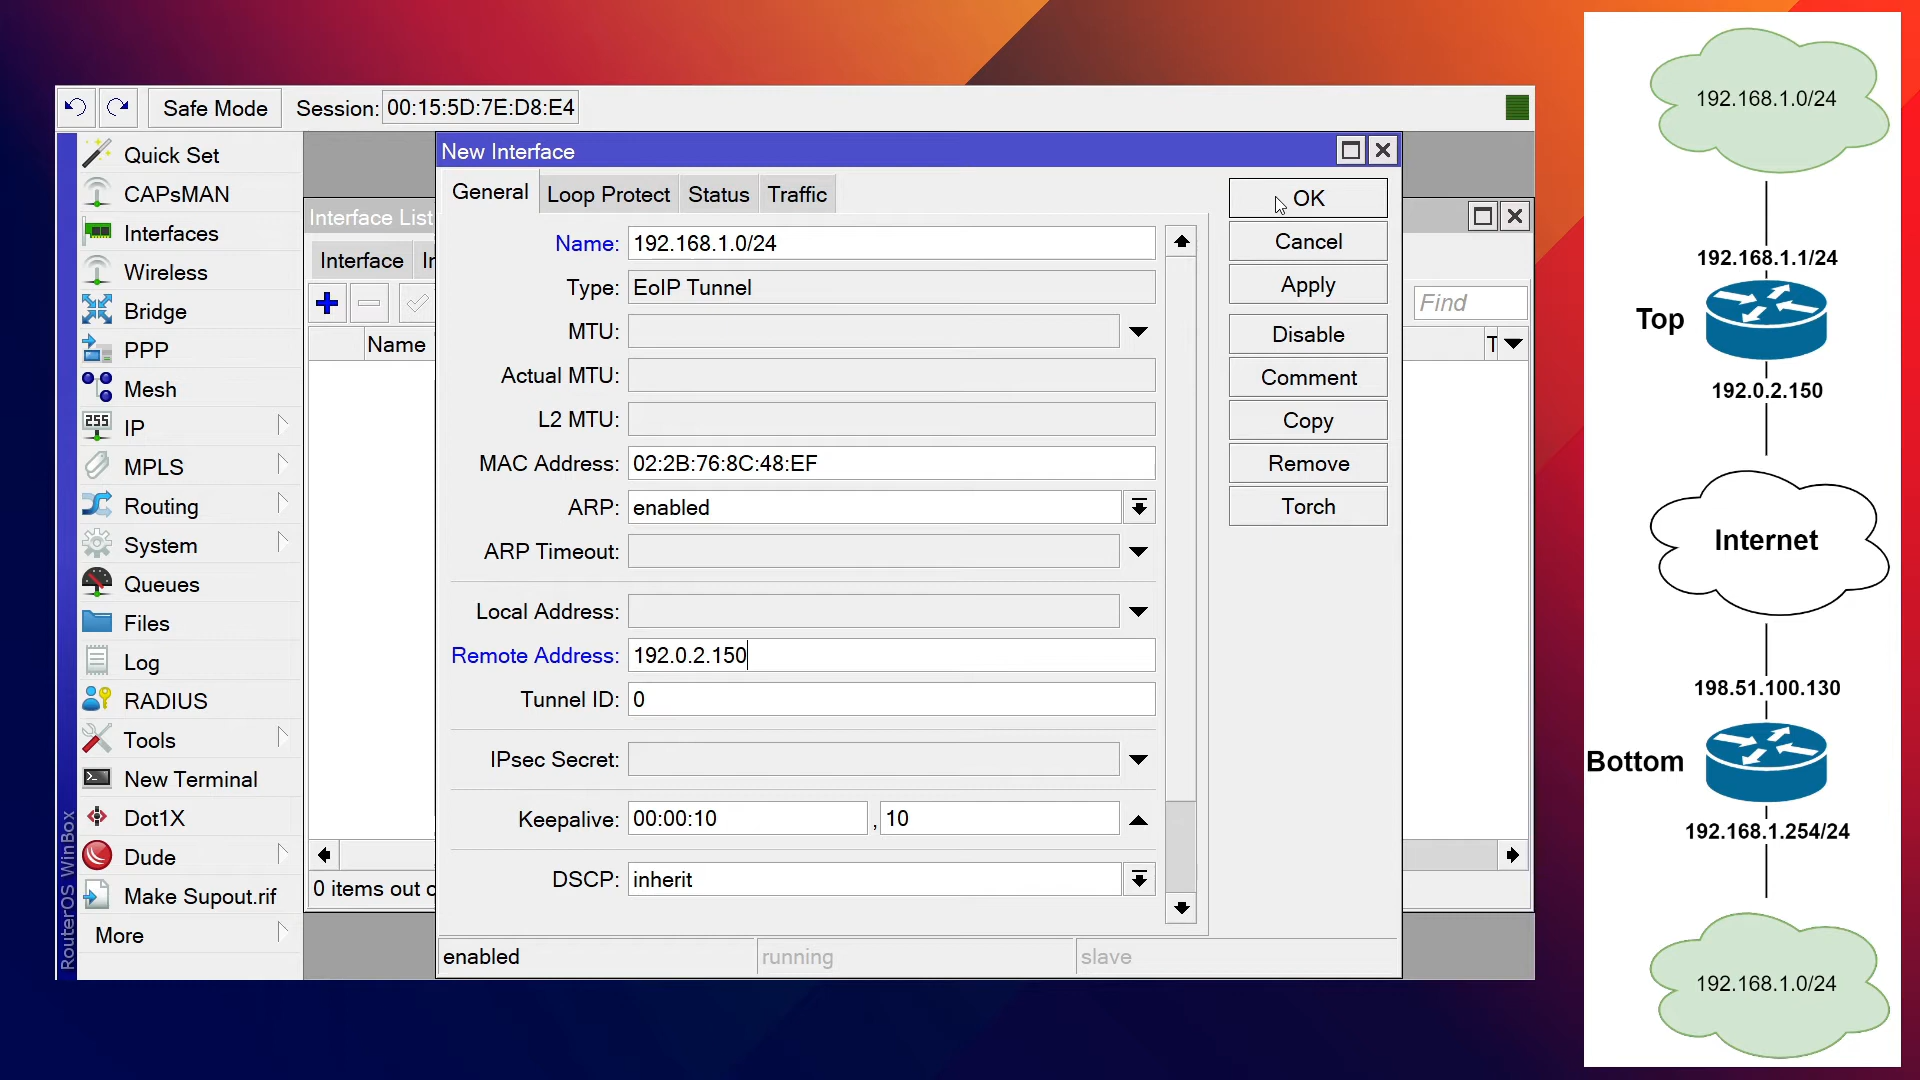 Safe Mode
Session: 00:15:5D:7E:D8:E4
RouterOS WinBox
Quick Set
CAPsMAN
Interfaces
Wireless
Bridge
PPP
Mesh
IP
MPLS
Routing
System
Queues
Files
Log
RADIUS
Tools
New Terminal
Dot1X
Dude
Make Supout.rif
More
Interface List
Interface
Name
Find
T
0 items out
New Interface
General Loop Protect Status Traffic
Name: 192.168.1.0/24
Type: EoIP Tunnel
MTU:
Actual MTU:
L2 MTU:
MAC Address: 02:2B:76:8C:48:EF
ARP: enabled
ARP Timeout:
Local Address:
Remote Address: 192.0.2.150
Tunnel ID: 0
IPsec Secret:
Keepalive: 00:00:10 , 10
DSCP: inherit
enabled running slave
OK
Cancel
Apply
Disable
Comment
Copy
Remove
Torch
192.168.1.0/24
192.168.1.1/24
Top
192.0.2.150
Internet
198.51.100.130
Bottom
192.168.1.254/24
192.168.1.0/24